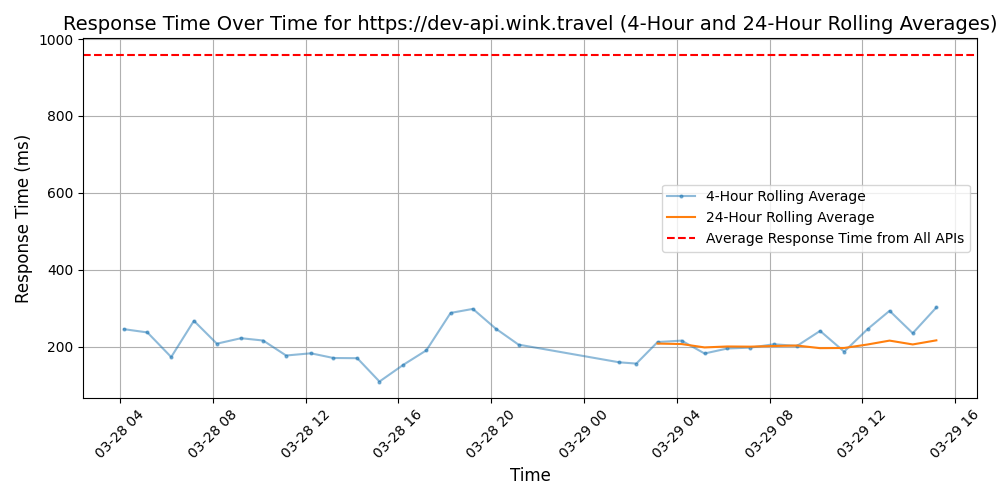 Response Time Over Time for https://dev-api.wink.travel (4-Hour and 24-Hour Rolling Averages)
Response Time (ms)
1000
800
600
400
200
4-Hour Rolling Average
24-Hour Rolling Average
Average Response Time from All APIs
03-28 04
03-28 08
03-28 12
03-28 16
03-28 20
03-29 00
03-29 04
03-29 08
03-29 12
03-29 16
Time